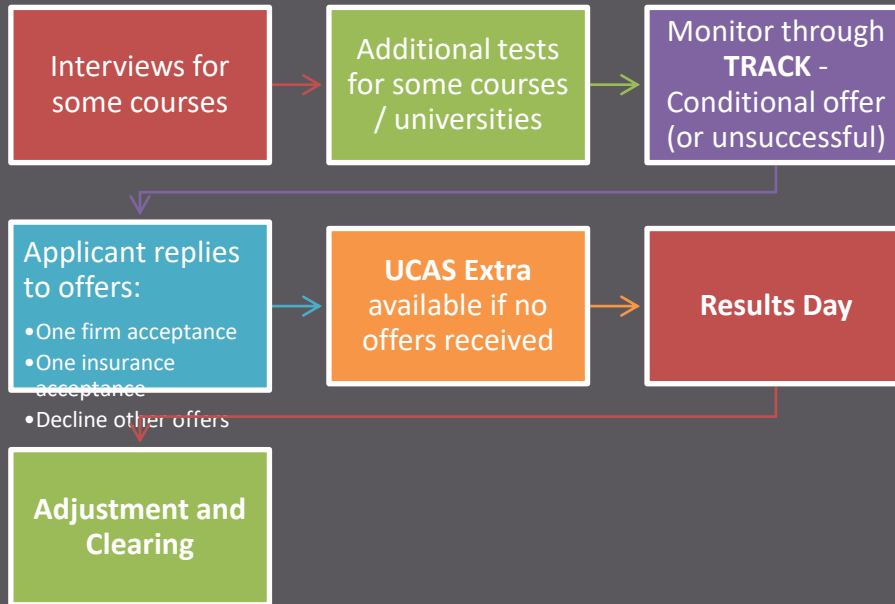 Interviews for
some courses
Additional tests
for some courses
/ universities
Monitor through
TRACK -
Conditional offer
(or unsuccessful)
Applicant replies
to offers:
•One firm acceptance
•One insurance
acceptance
•Decline other offers
UCAS Extra
available if no
offers received
Results Day
Adjustment and
Clearing